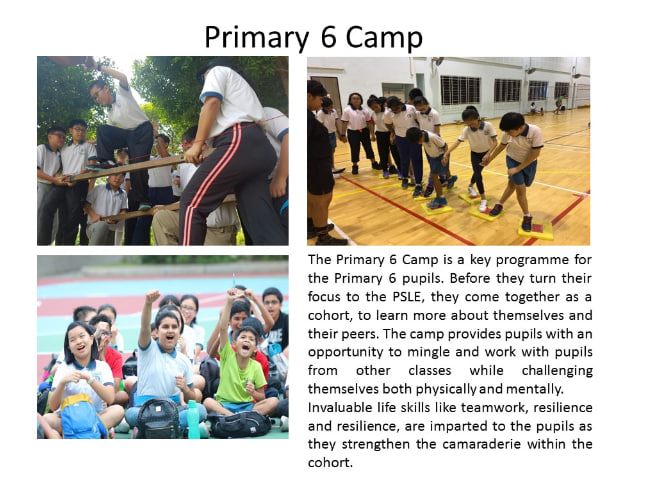 Primary 6 Camp
The Primary 6 Camp is a key programme for
the Primary 6 pupils. Before they turn their
focus to the PSLE, they come together as a
cohort, to learn more about themselves and
their peers. The camp provides pupils with an
opportunity to mingle and work with pupils
from other classes while challenging
themselves both physically and mentally.
Invaluable life skills like teamwork, resilience
and resilience, are imparted to the pupils as
they strengthen the camaraderie within the
cohort.